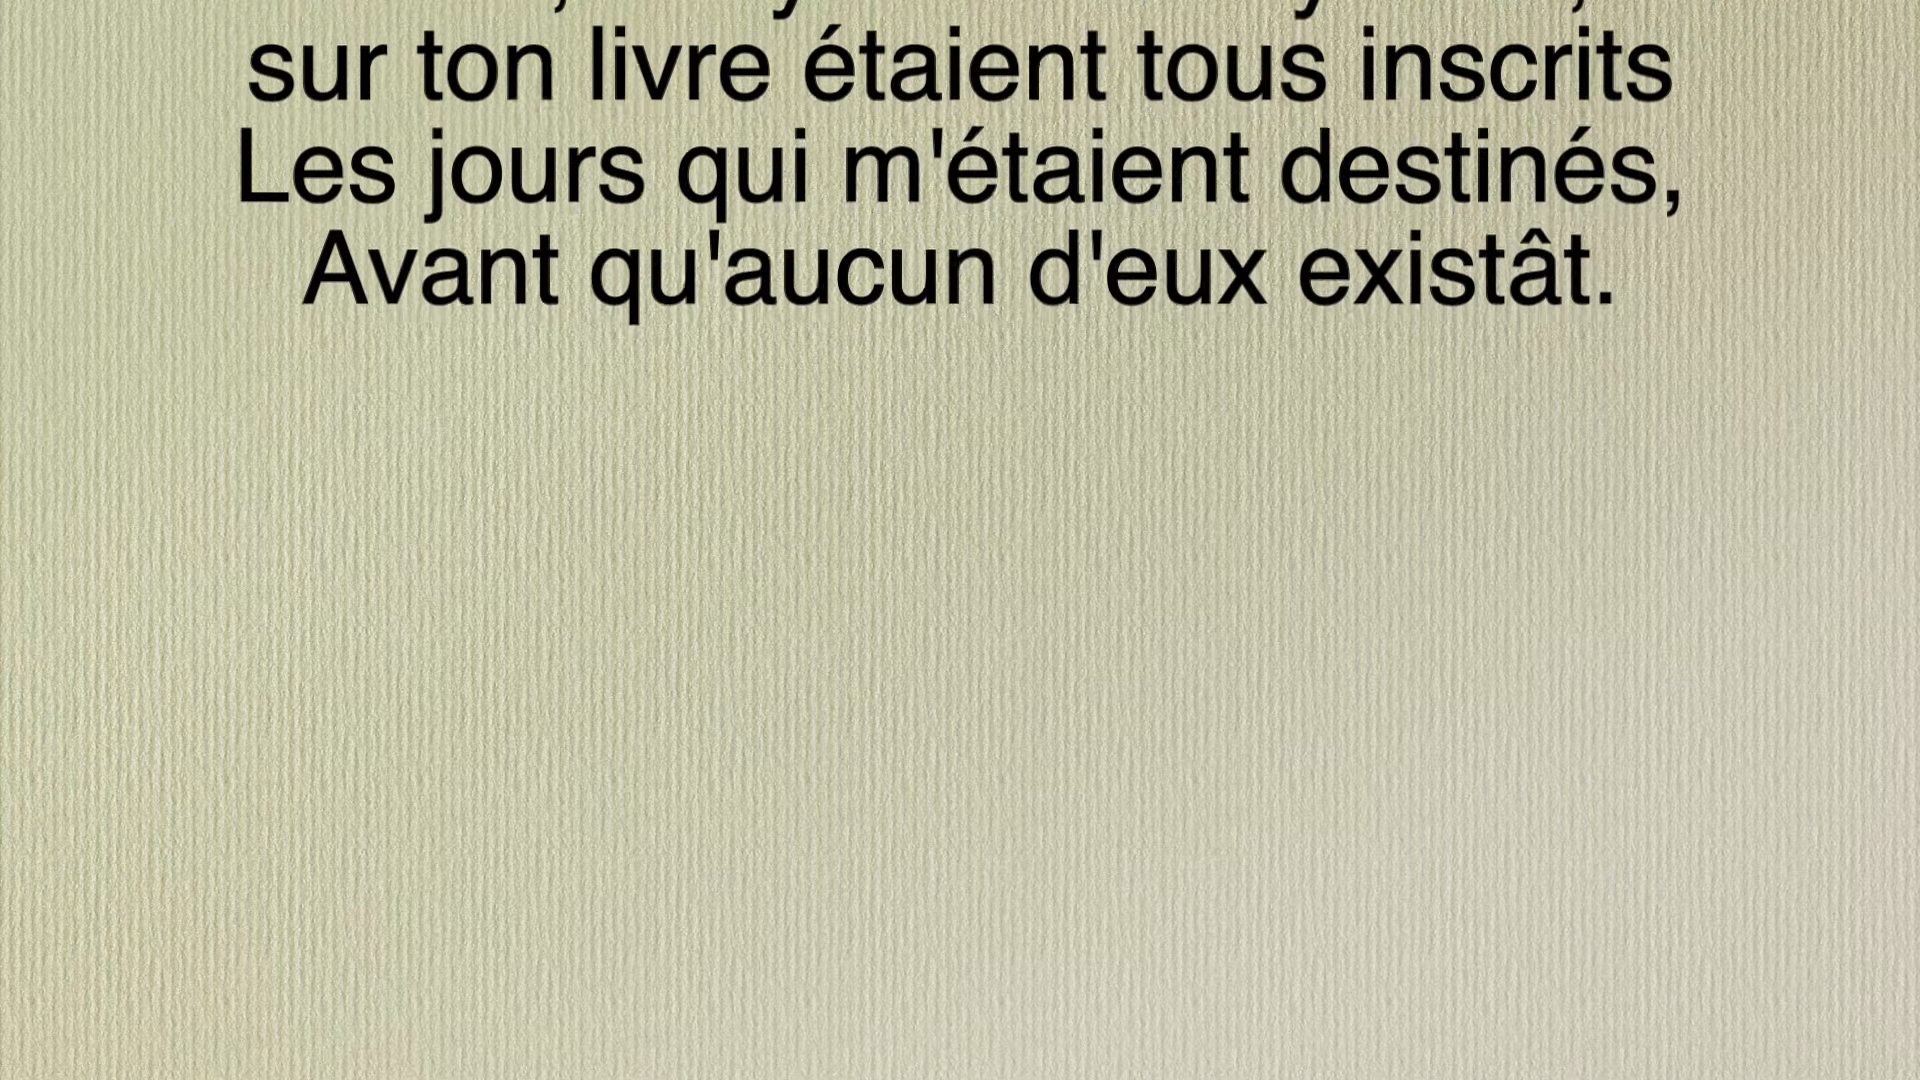 sur ton livre étaient tous inscrits
Les jours qui m'étaient destinés,
Avant qu'aucun d'eux existât.